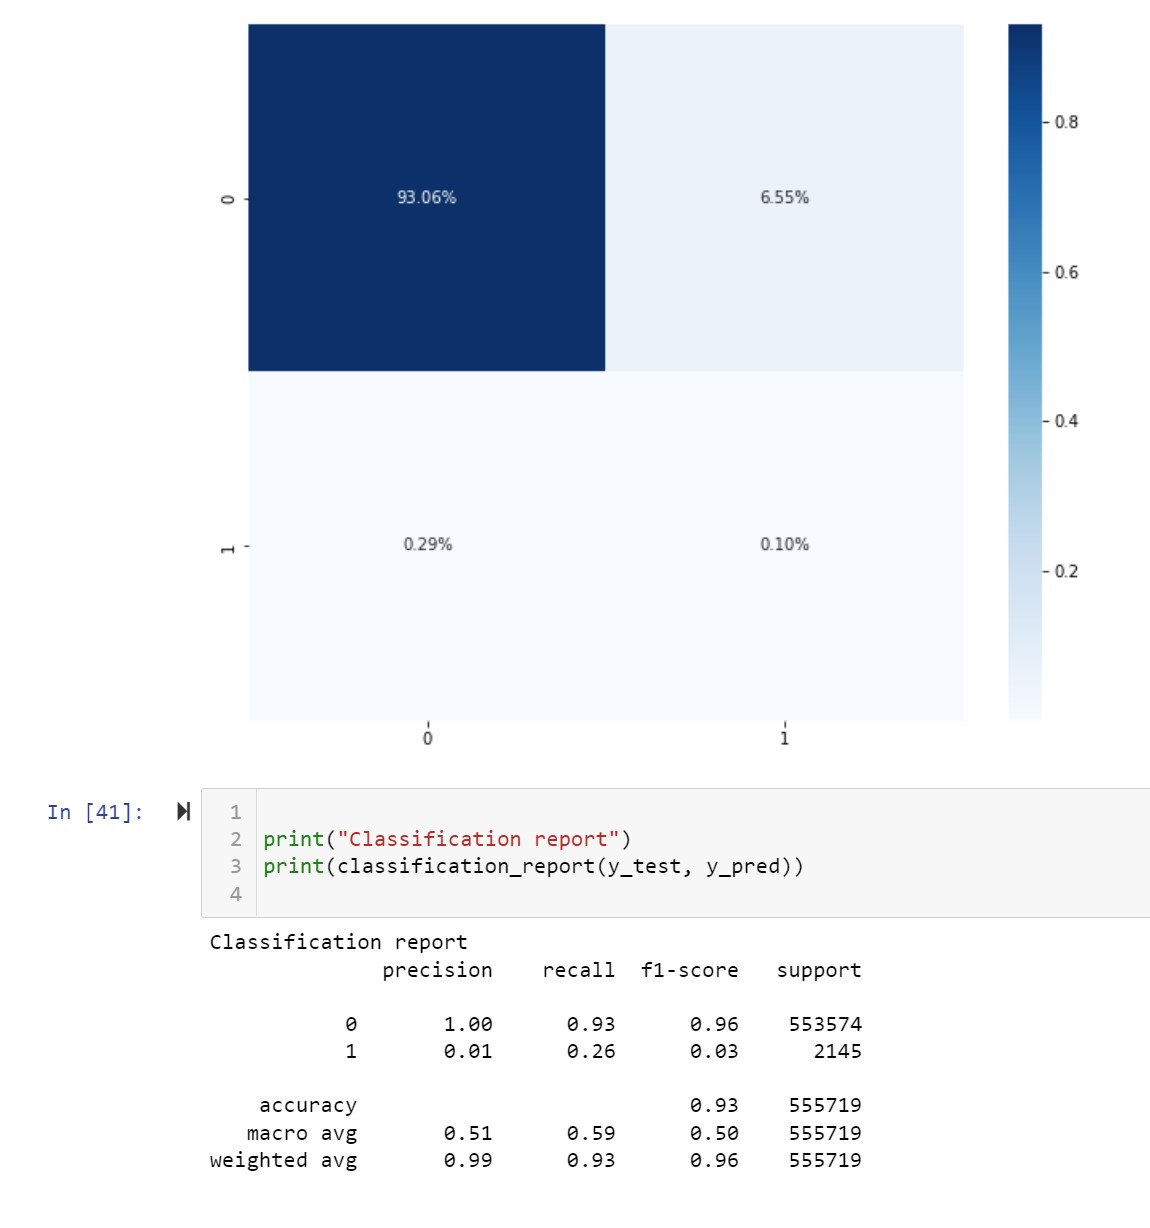 0.8
93.06% 6.55%
0
0.6
0.4
0.29% 0.10%
1
0.2
0 1
In [41]:
1
2 print("Classification report")
3 print(classification_report(y_test, y_pred))
4
Classification report
precision recall f1-score support
0 1.00 0.93 0.96 553574
1 0.01 0.26 0.03 2145
accuracy 0.93 555719
macro avg 0.51 0.59 0.50 555719
weighted avg 0.99 0.93 0.96 555719